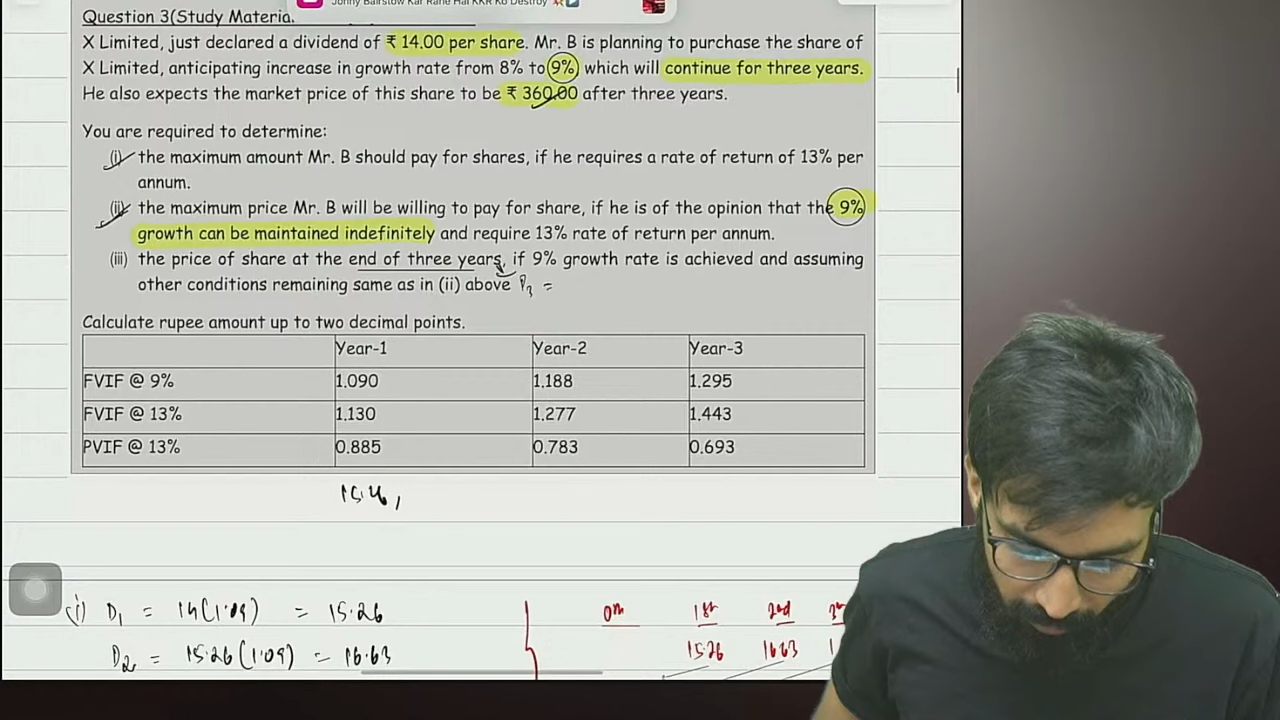 Jonny Bairstow Kar Rahe Hai KKR Ko Destroy
Question 3(Study Material
X Limited, just declared a dividend of ₹ 14.00 per share. Mr. B is planning to purchase the share of
X Limited, anticipating increase in growth rate from 8% to 9%, which will continue for three years.
He also expects the market price of this share to be ₹ 360.00 after three years.
You are required to determine:
(i) the maximum amount Mr. B should pay for shares, if he requires a rate of return of 13% per
annum.
(ii) the maximum price Mr. B will be willing to pay for share, if he is of the opinion that the 9%
growth can be maintained indefinitely and require 13% rate of return per annum.
(iii) the price of share at the end of three years, if 9% growth rate is achieved and assuming
other conditions remaining same as in (ii) above P3 =
Calculate rupee amount up to two decimal points.
Year-1 Year-2 Year-3
FVIF @ 9% 1.090 1.188 1.295
FVIF @ 13% 1.130 1.277 1.443
PVIF @ 13% 0.885 0.783 0.693
(i) D1 = 14(1.09) = 15.26
0th 1st 2nd
D2 = 15.26(1.09) = 16.63
15.26 16.63